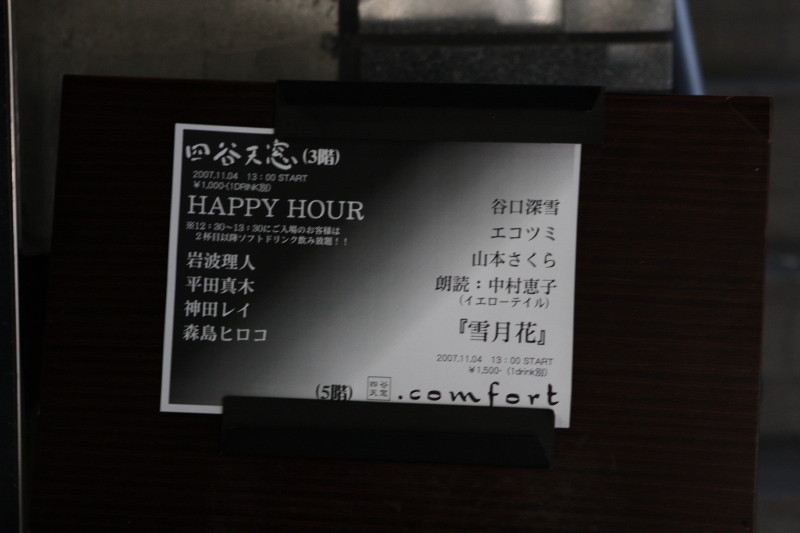 四谷天窓(3階)
2007.11.04 13:00 START
￥1,000-(1DRINK別)
HAPPY HOUR
※12:30~13:30にご入場のお客様は
2杯目以降ソフトドリンク飲み放題!!
岩波理人
平田真木
神田レイ
森島ヒロコ
谷口深雪
エコツミ
山本さくら
朗読:中村恵子
(イエローテイル)
『雪月花』
2007.11.04 13:00 START
￥1,500- (1drink別)
(5階) 四谷天窓 .comfort